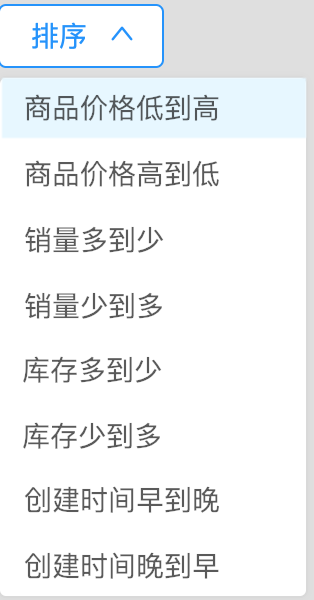 排序
商品价格低到高
商品价格高到低
销量多到少
销量少到多
库存多到少
库存少到多
创建时间早到晚
创建时间晚到早